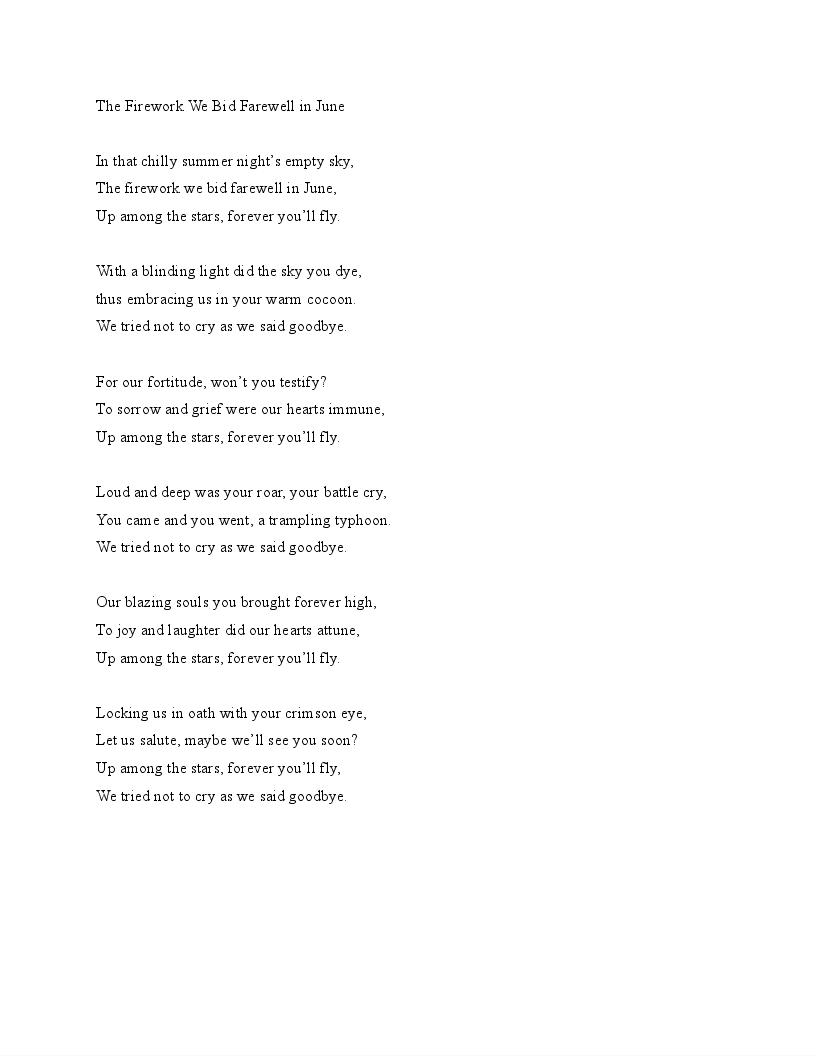 The Firework We Bid Farewell in June
In that chilly summer night’s empty sky,
The firework we bid farewell in June,
Up among the stars, forever you’ll fly.
With a blinding light did the sky you dye,
thus embracing us in your warm cocoon.
We tried not to cry as we said goodbye.
For our fortitude, won’t you testify?
To sorrow and grief were our hearts immune,
Up among the stars, forever you’ll fly.
Loud and deep was your roar, your battle cry,
You came and you went, a trampling typhoon.
We tried not to cry as we said goodbye.
Our blazing souls you brought forever high,
To joy and laughter did our hearts attune,
Up among the stars, forever you’ll fly.
Locking us in oath with your crimson eye,
Let us salute, maybe we’ll see you soon?
Up among the stars, forever you’ll fly,
We tried not to cry as we said goodbye.